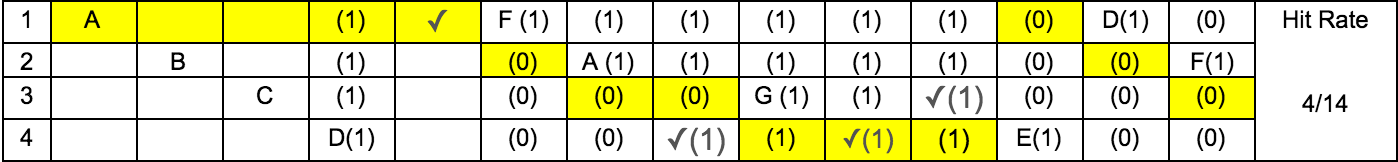 1 A (1) ✓ F (1) (1) (1) (1) (1) (1) (0) D(1) (0) Hit Rate
2 B (1) (0) A (1) (1) (1) (1) (1) (0) (0) F(1)
3 C (1) (0) (0) (0) G (1) (1) ✓(1) (0) (0) (0) 4/14
4 D(1) (0) (0) ✓(1) (1) ✓(1) (1) E(1) (0) (0)